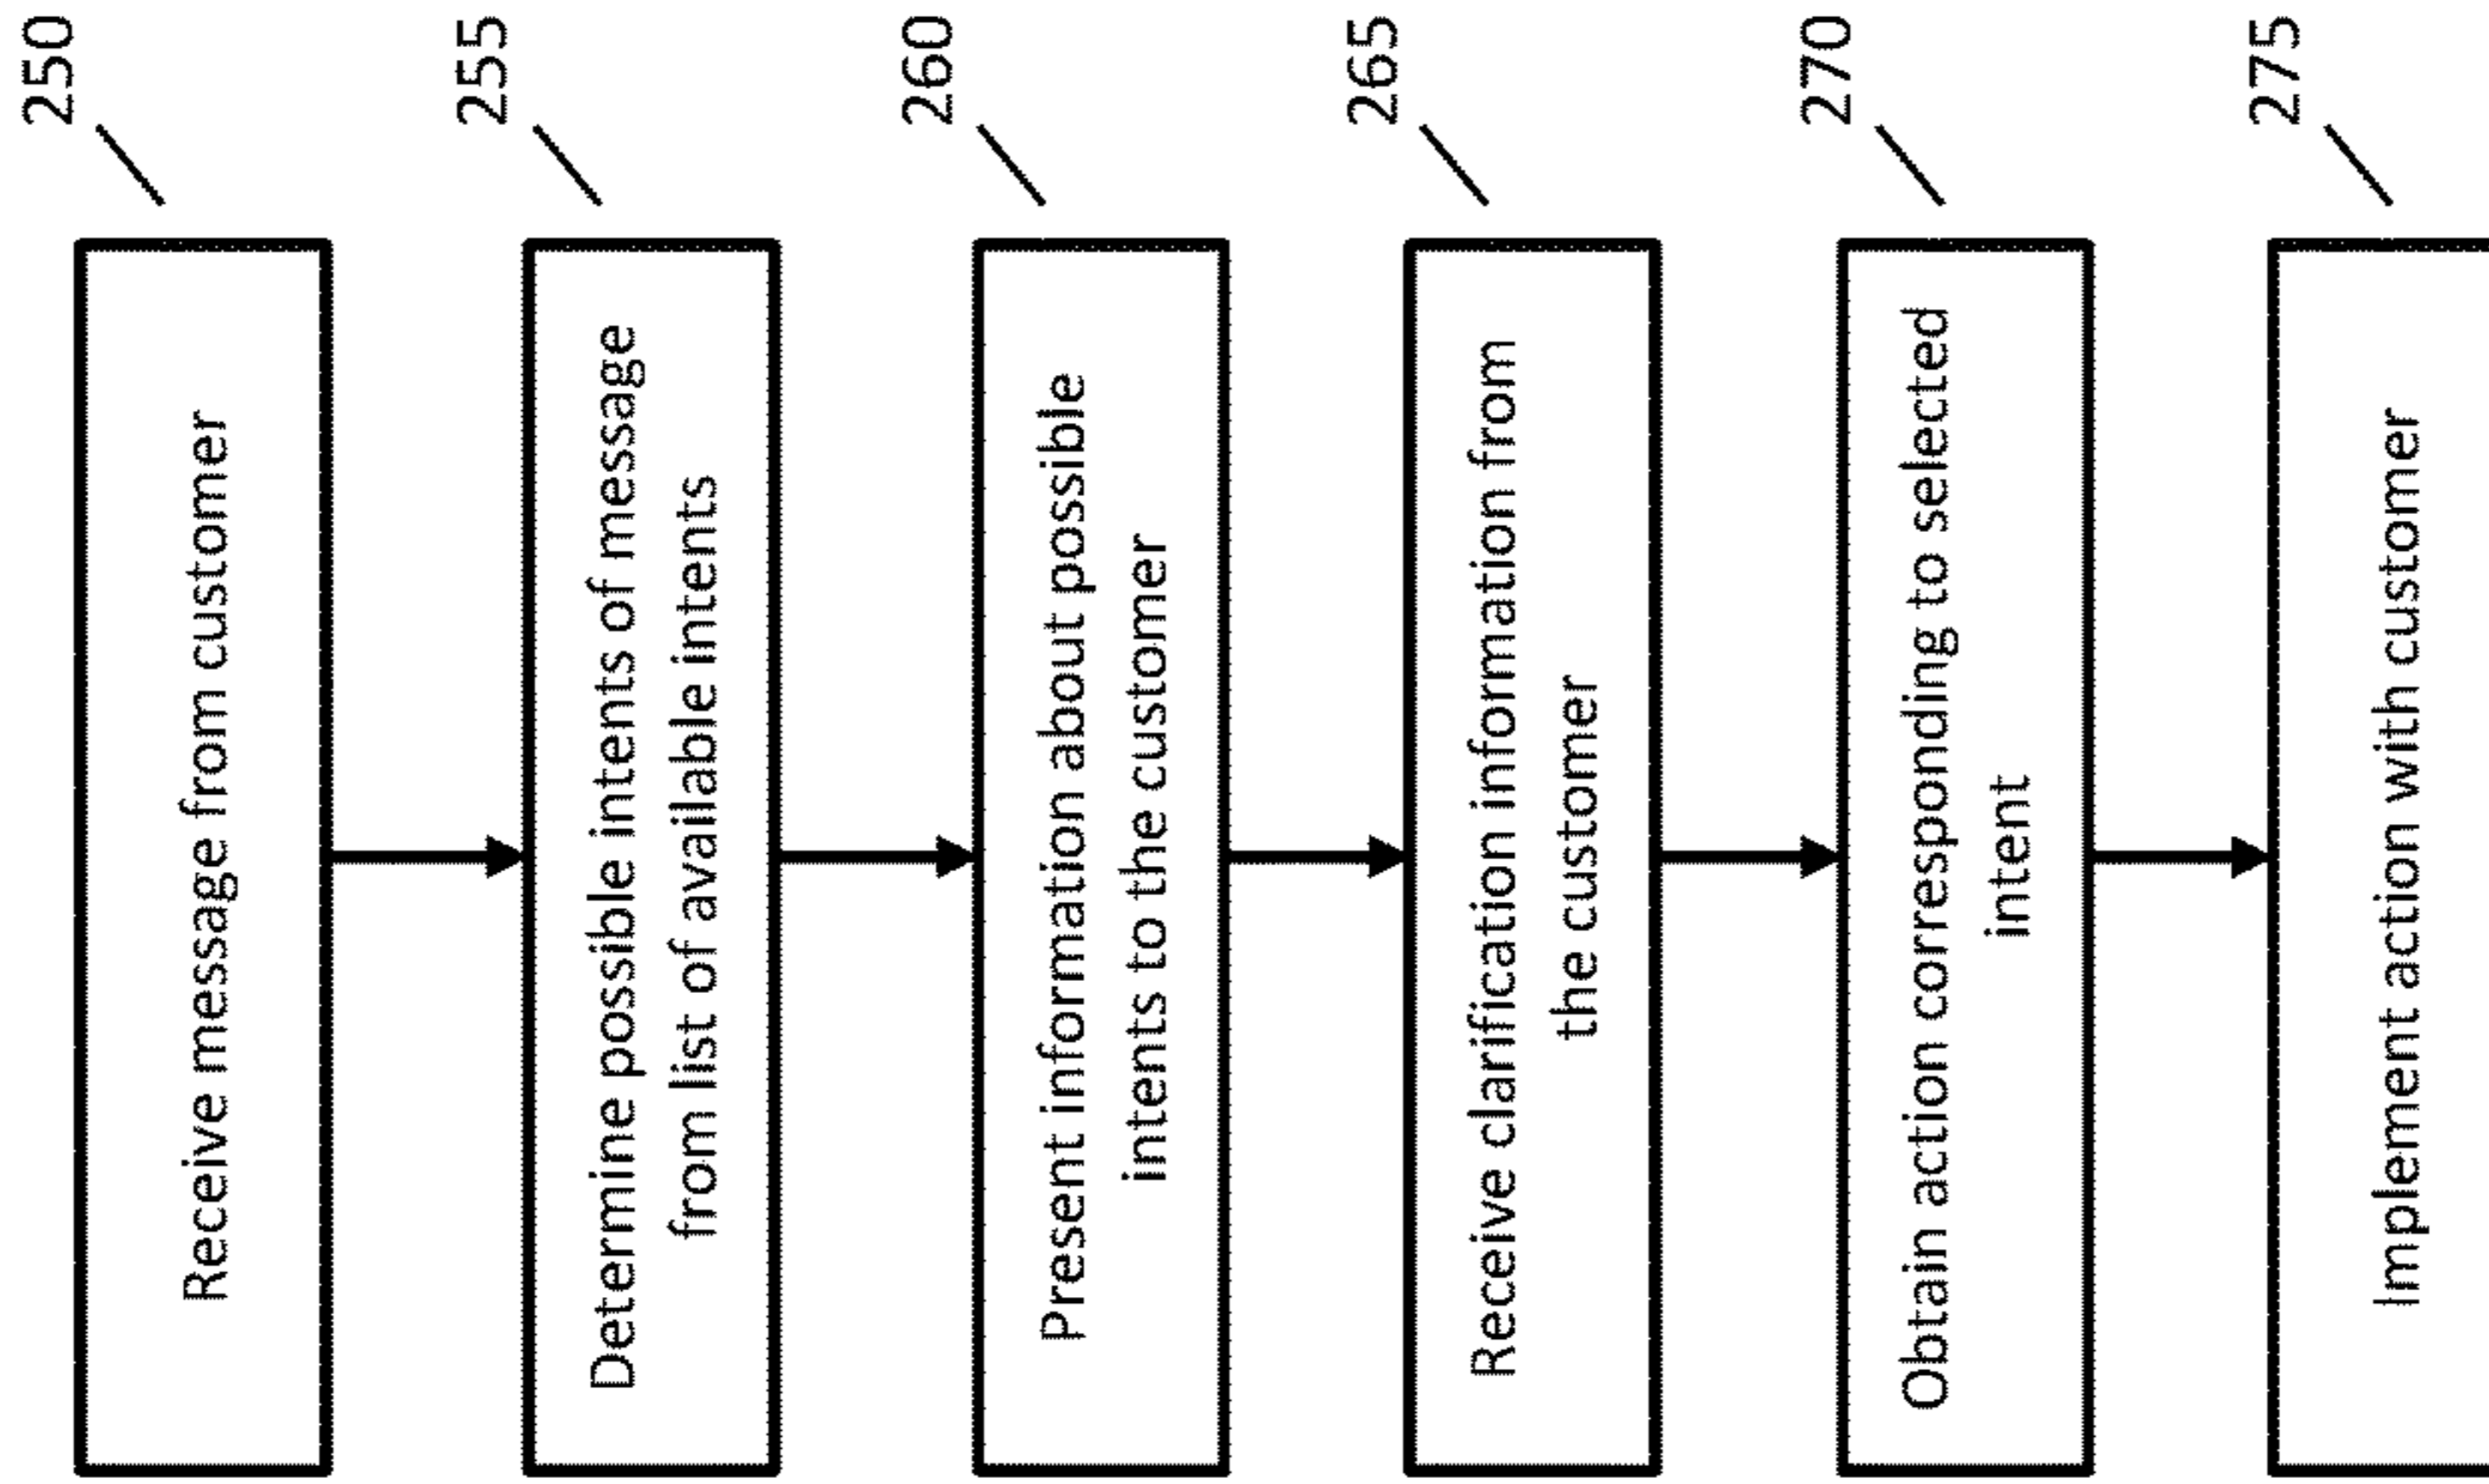 250
Receive message from customer
255
Determine possible intents of message
from list of available intents
260
Present information about possible
intents to the customer
265
Receive clarification information from
the customer
270
Obtain action corresponding to selected
intent
275
Implement action with customer